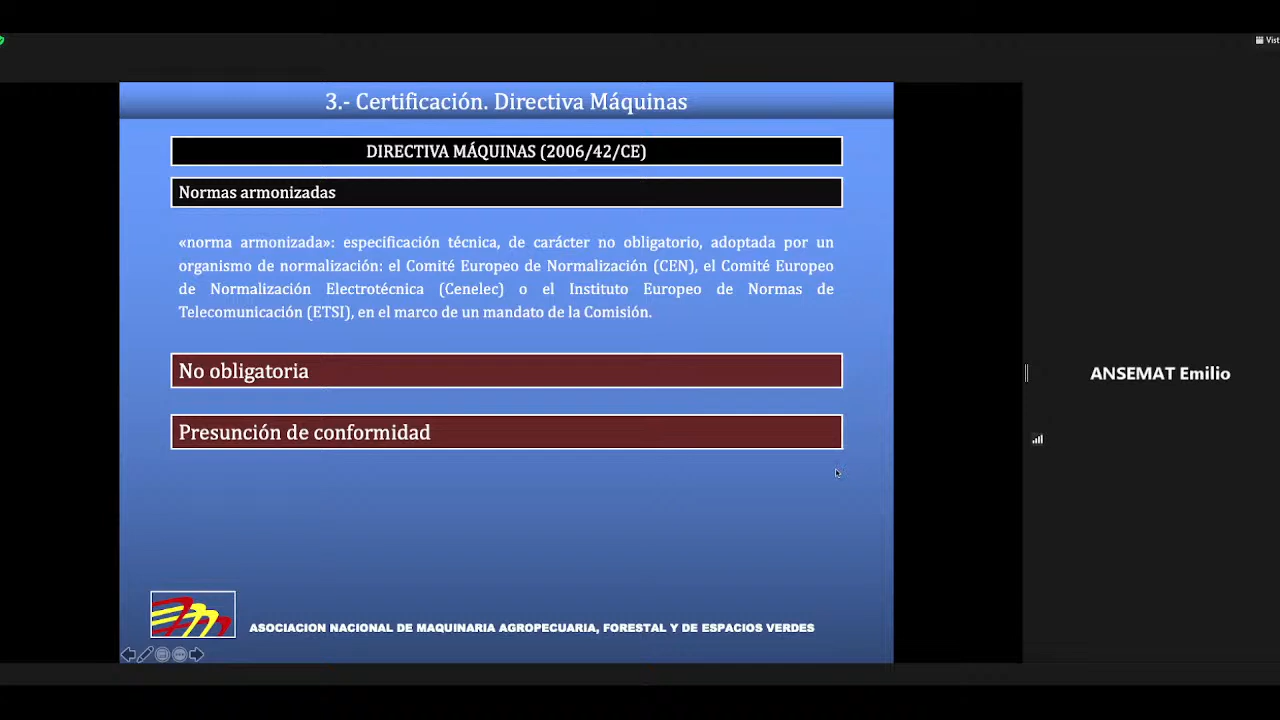 Vist
3.- Certificación. Directiva Máquinas
DIRECTIVA MÁQUINAS (2006/42/CE)
Normas armonizadas
«norma armonizada»: especificación técnica, de carácter no obligatorio, adoptada por un
organismo de normalización: el Comité Europeo de Normalización (CEN), el Comité Europeo
de Normalización Electrotécnica (Cenelec) o el Instituto Europeo de Normas de
Telecomunicación (ETSI), en el marco de un mandato de la Comisión.
No obligatoria
ANSEMAT Emilio
Presunción de conformidad
ASOCIACION NACIONAL DE MAQUINARIA AGROPECUARIA, FORESTAL Y DE ESPACIOS VERDES